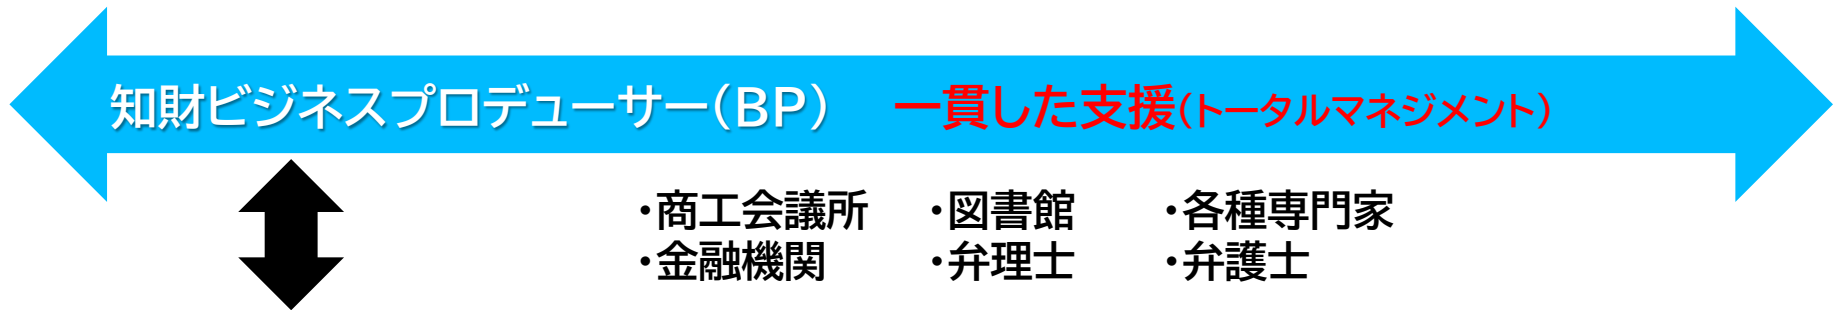 知財ビジネスプロデューサー（BP）　一貫した支援（トータルマネジメント）
・商工会議所　・図書館　・各種専門家
・金融機関　・弁理士　・弁護士